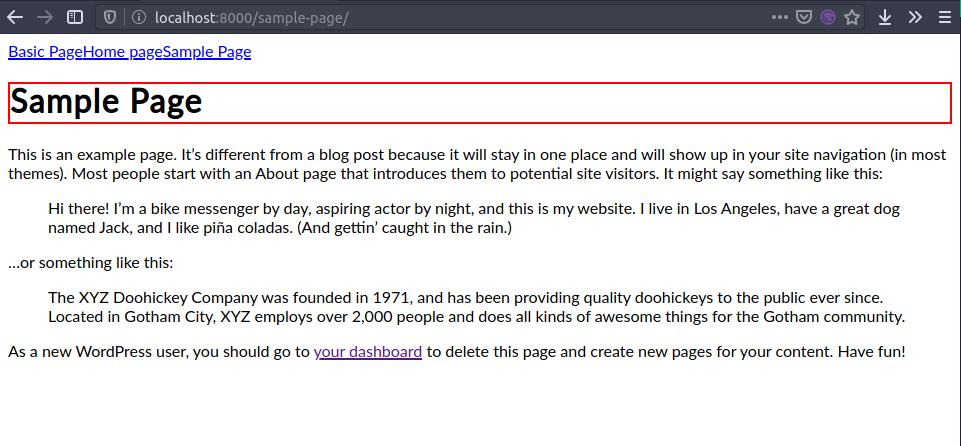 localhost:8000/sample-page/
Basic PageHome pageSample Page
Sample Page
This is an example page. It’s different from a blog post because it will stay in one place and will show up in your site navigation (in most
themes). Most people start with an About page that introduces them to potential site visitors. It might say something like this:
Hi there! I’m a bike messenger by day, aspiring actor by night, and this is my website. I live in Los Angeles, have a great dog
named Jack, and I like piña coladas. (And gettin’ caught in the rain.)
…or something like this:
The XYZ Doohickey Company was founded in 1971, and has been providing quality doohickeys to the public ever since.
Located in Gotham City, XYZ employs over 2,000 people and does all kinds of awesome things for the Gotham community.
As a new WordPress user, you should go to your dashboard to delete this page and create new pages for your content. Have fun!